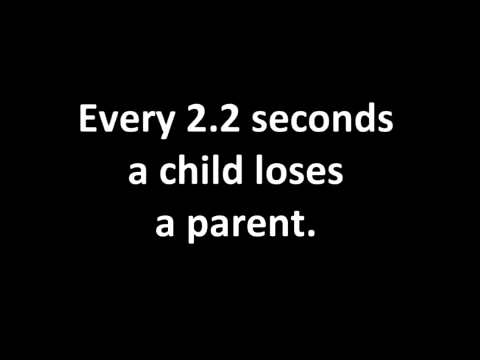 Every 2.2 seconds
a child loses
a parent.